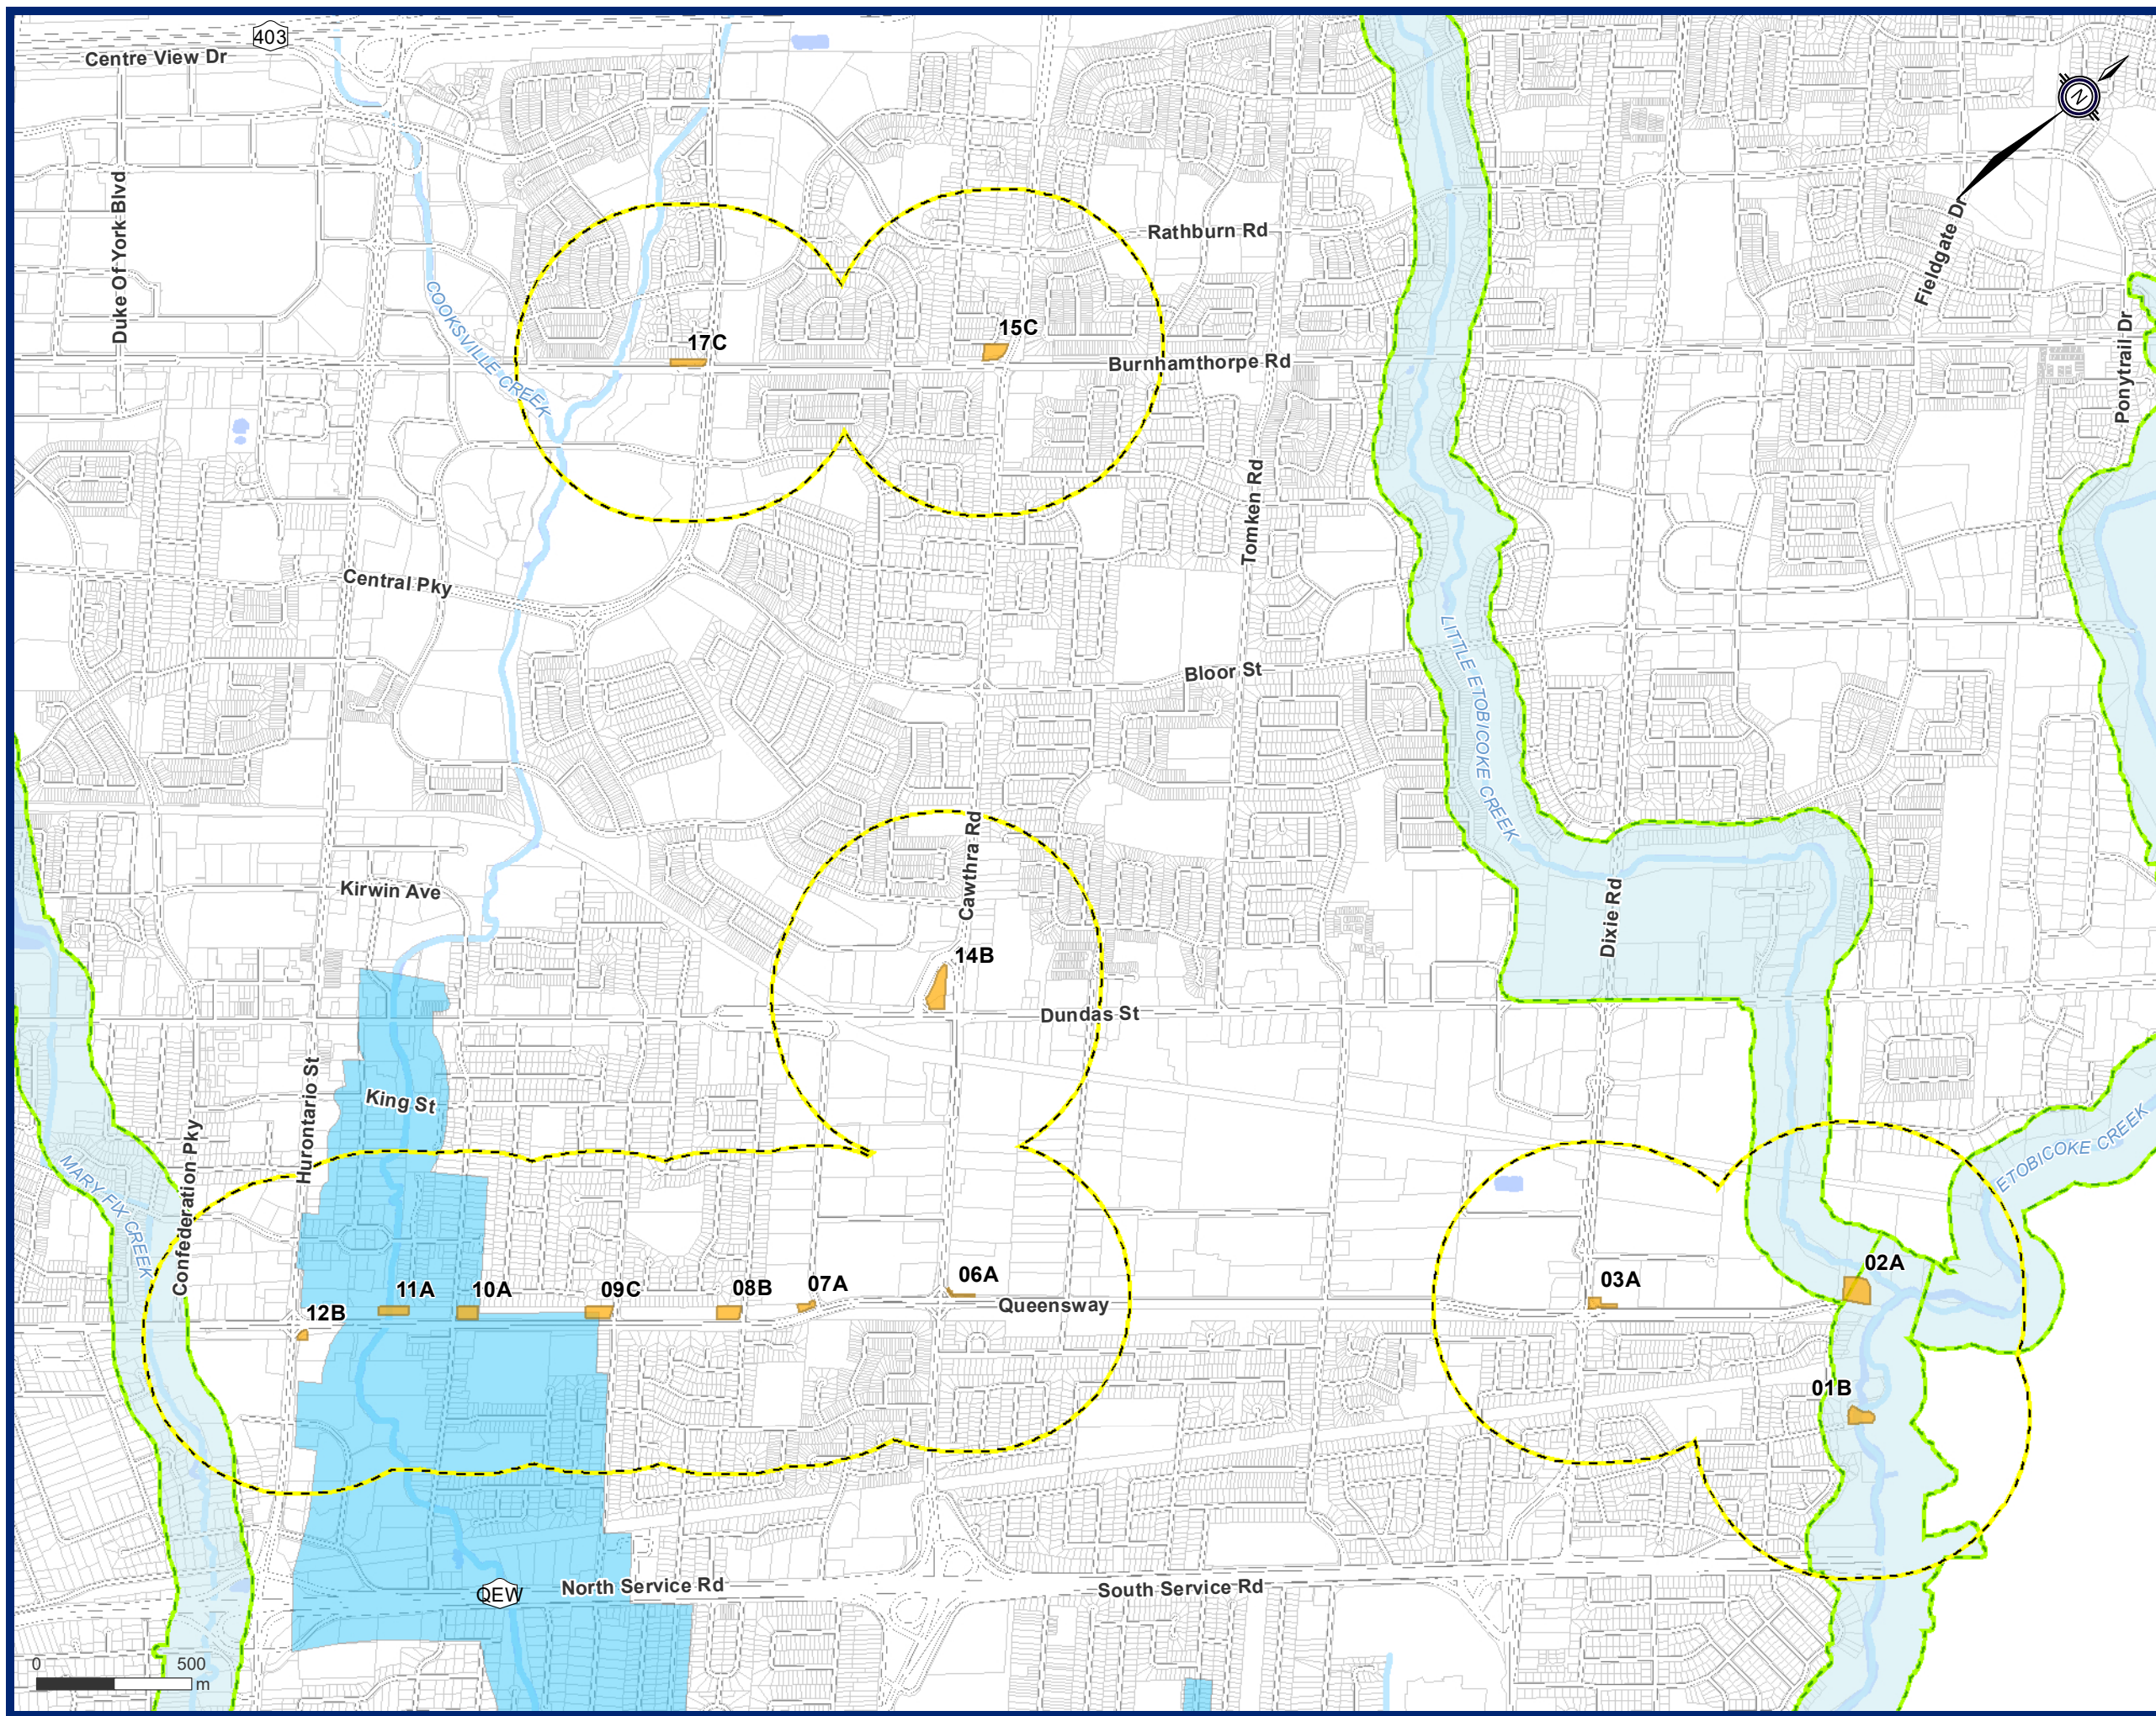 403
Centre View Dr
N
Duke Of York Blvd
Rathburn Rd
Fieldgate Dr
Ponytrail Dr
COOKSVILLE CREEK
17C
15C
Burnhamthorpe Rd
Tomken Rd
Central Pky
Bloor St
LITTLE ETOBICOKE CREEK
Kirwin Ave
Cawthra Rd
Dixie Rd
14B
Dundas St
King St
Hurontario St
Confederation Pky
MARY FIX CREEK
ETOBICOKE CREEK
12B
11A
10A
09C
08B
07A
06A
Queensway
03A
02A
01B
QEW
North Service Rd
South Service Rd
0
500
m